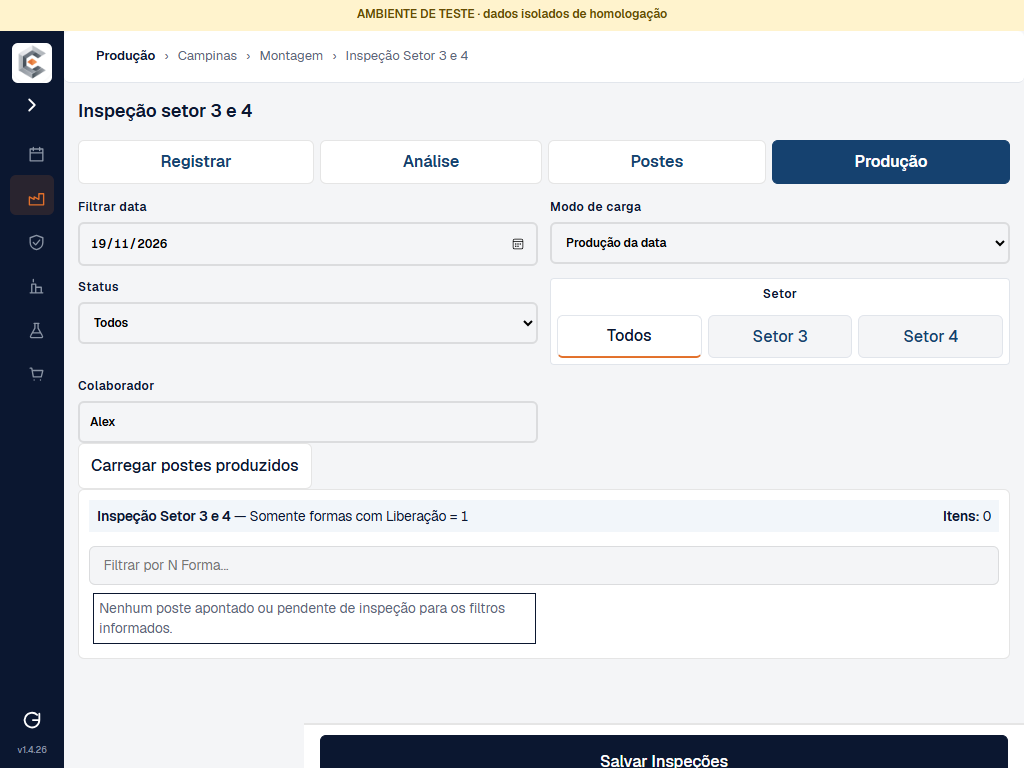 AMBIENTE DE TESTE · dados isolados de homologação
Produção › Campinas › Montagem › Inspeção Setor 3 e 4
Inspeção setor 3 e 4
Registrar
Análise
Postes
Produção
Filtrar data
19/11/2026
Modo de carga
Produção da data
Status
Todos
Setor
Todos
Setor 3
Setor 4
Colaborador
Alex
Carregar postes produzidos
Inspeção Setor 3 e 4 — Somente formas com Liberação = 1
Itens: 0
Filtrar por N Forma...
Nenhum poste apontado ou pendente de inspeção para os filtros
informados.
Salvar Inspeções
v1.4.26